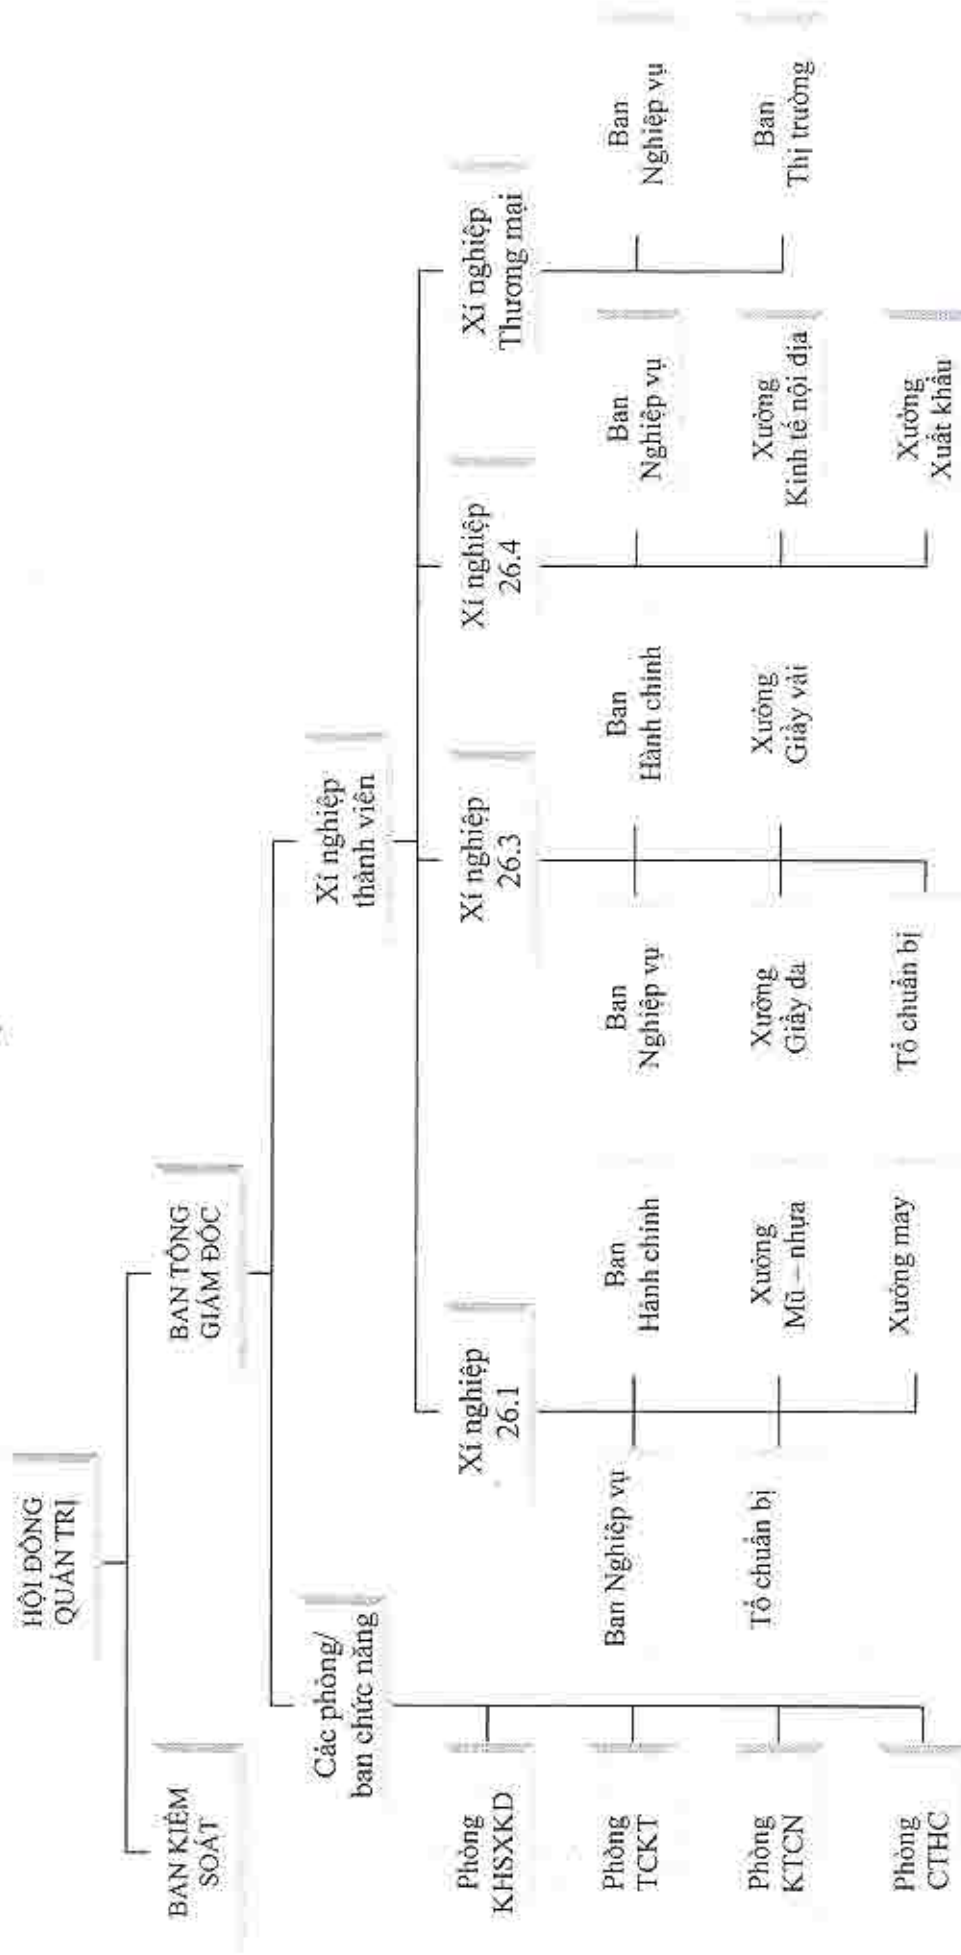 HỘI ĐỒNG
QUẢN TRỊ
BAN KIỂM
SOÁT
BAN TỔNG
GIÁM ĐỐC
Các phòng/
ban chức năng
Xí nghiệp
thành viên
Phòng
KHSXKD
Xí nghiệp
26.1
Xí nghiệp
26.3
Xí nghiệp
26.4
Xí nghiệp
Thương mại
Phòng
TCKT
Ban Nghiệp vụ
Ban
Hành chính
Ban
Nghiệp vụ
Ban
Hành chính
Ban
Nghiệp vụ
Ban
Nghiệp vụ
Phòng
KTCN
Tổ chuẩn bị
Xưởng
Mũ – nhựa
Xưởng
Giầy da
Xưởng
Giầy vải
Xưởng
Kinh tế nội địa
Ban
Thị trường
Phòng
CTHC
Xưởng may
Tổ chuẩn bị
Xưởng
Xuất khẩu